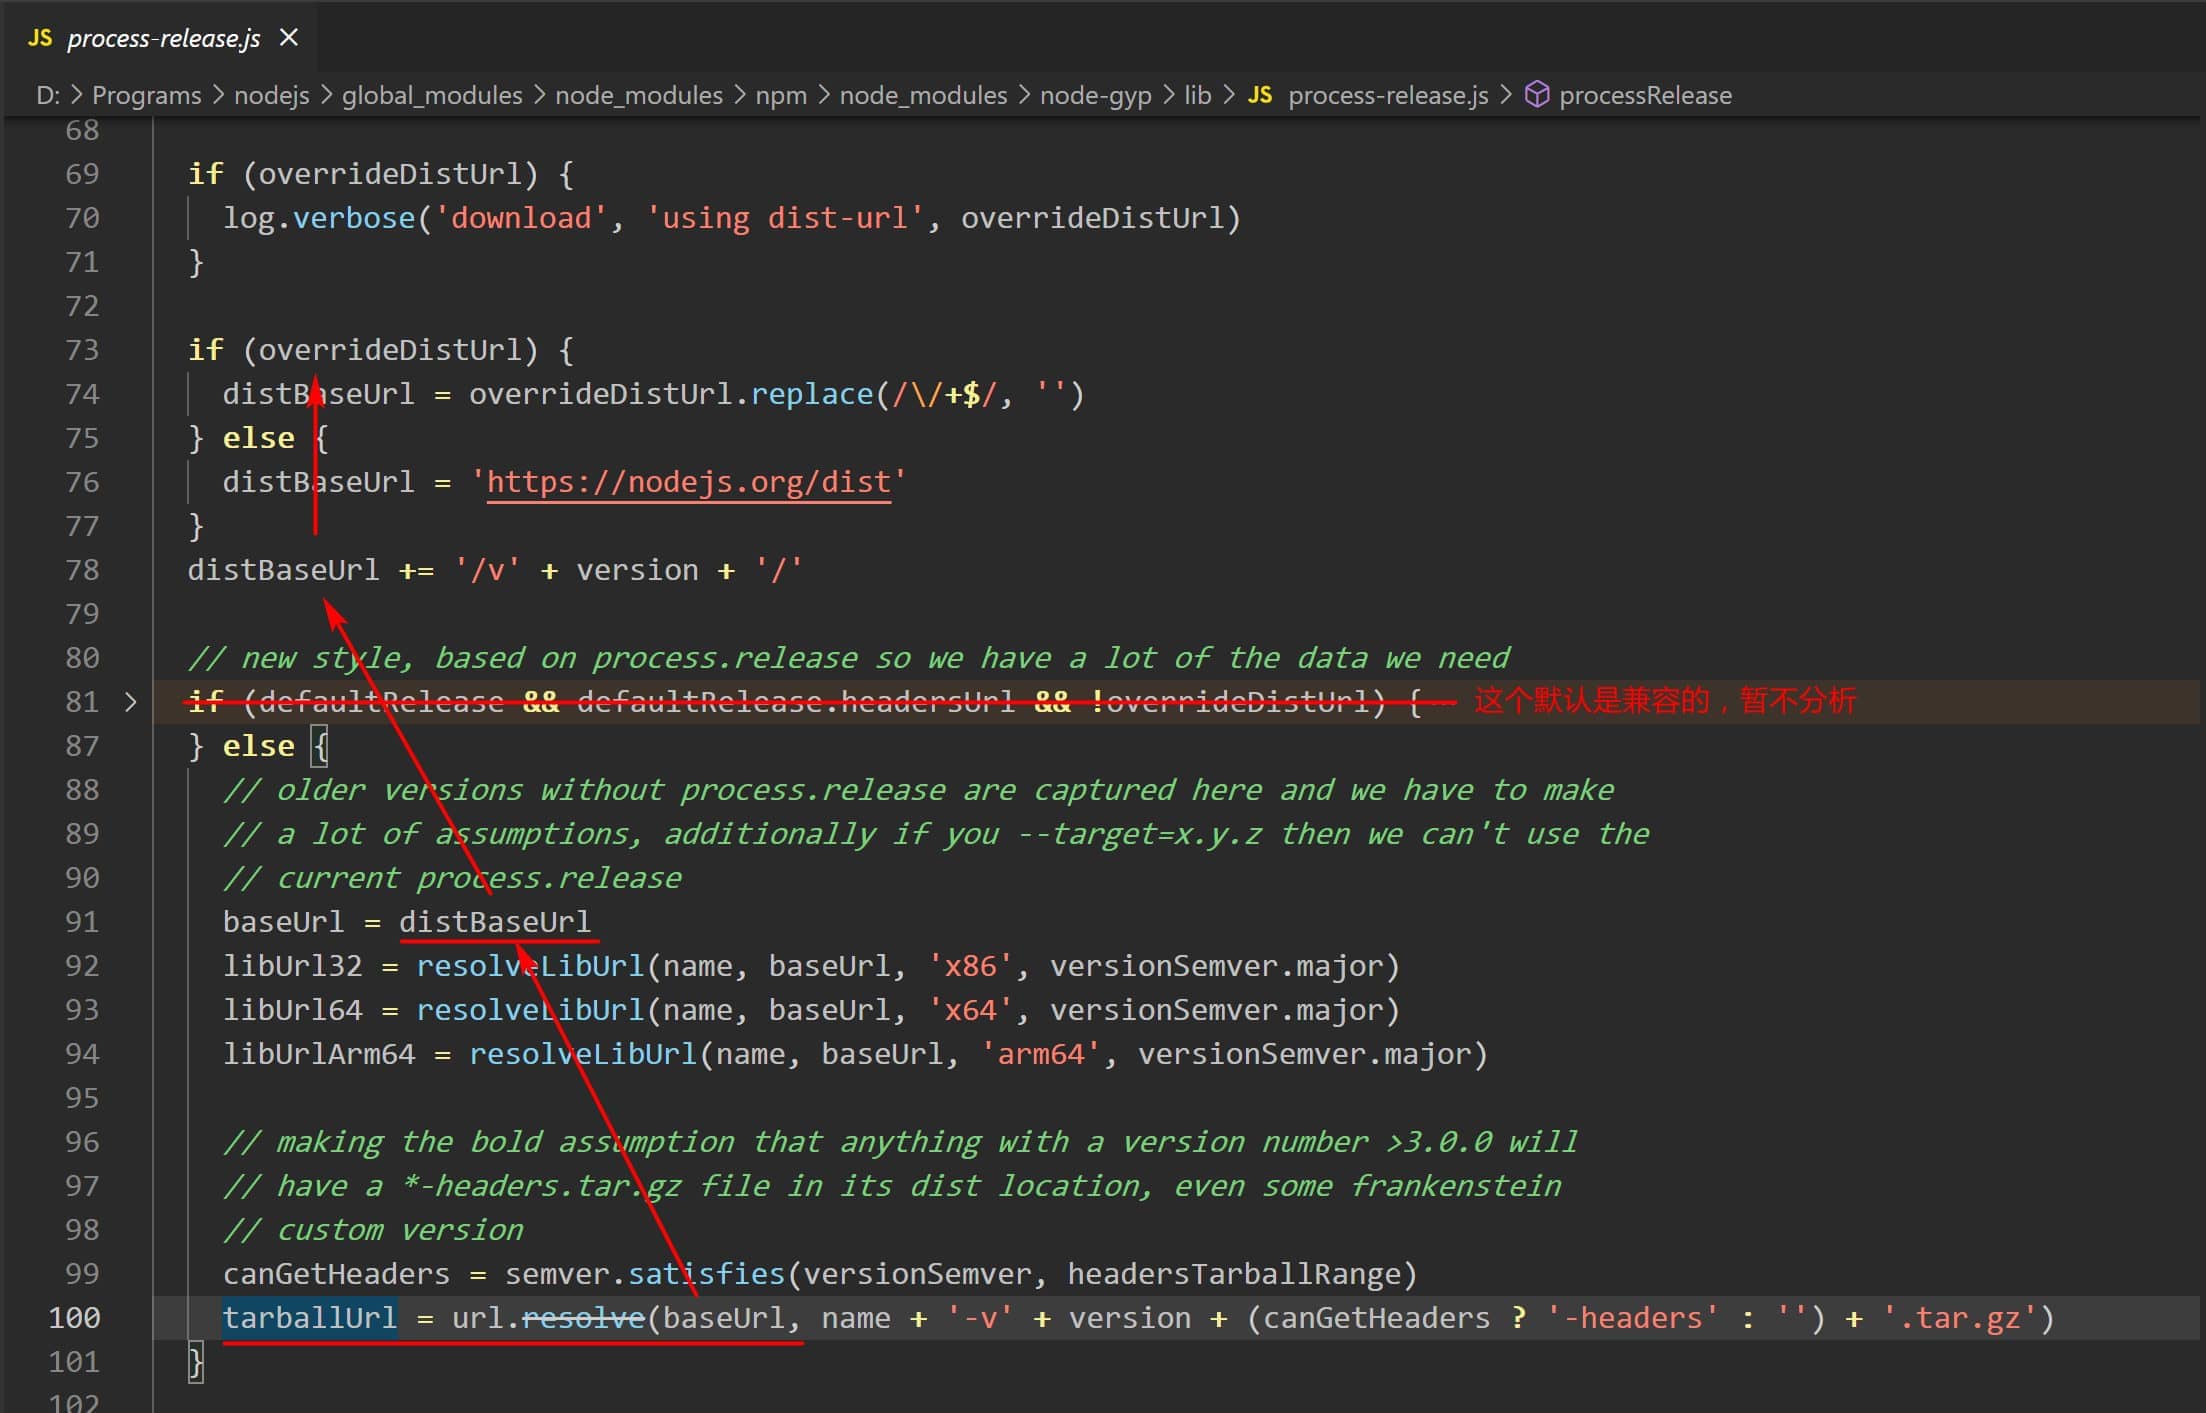 JS process-release.js ×
D: > Programs > nodejs > global_modules > node_modules > npm > node_modules > node-gyp > lib > JS process-release.js > processRelease
68
69 if (overrideDistUrl) {
70 log.verbose('download', 'using dist-url', overrideDistUrl)
71 }
72
73 if (overrideDistUrl) {
74 distBaseUrl = overrideDistUrl.replace(/\/+$/, '')
75 } else {
76 distBaseUrl = 'https://nodejs.org/dist'
77 }
78 distBaseUrl += '/v' + version + '/'
79
80 // new style, based on process.release so we have a lot of the data we need
81 > if (defaultRelease && defaultRelease.headersUrl && !overrideDistUrl) {··· 这个默认是兼容的，暂不分析
87 } else {
88 // older versions without process.release are captured here and we have to make
89 // a lot of assumptions, additionally if you --target=x.y.z then we can't use the
90 // current process.release
91 baseUrl = distBaseUrl
92 libUrl32 = resolveLibUrl(name, baseUrl, 'x86', versionSemver.major)
93 libUrl64 = resolveLibUrl(name, baseUrl, 'x64', versionSemver.major)
94 libUrlArm64 = resolveLibUrl(name, baseUrl, 'arm64', versionSemver.major)
95
96 // making the bold assumption that anything with a version number >3.0.0 will
97 // have a *-headers.tar.gz file in its dist location, even some frankenstein
98 // custom version
99 canGetHeaders = semver.satisfies(versionSemver, headersTarballRange)
100 tarballUrl = url.resolve(baseUrl, name + '-v' + version + (canGetHeaders ? '-headers' : '') + '.tar.gz')
101 }
102